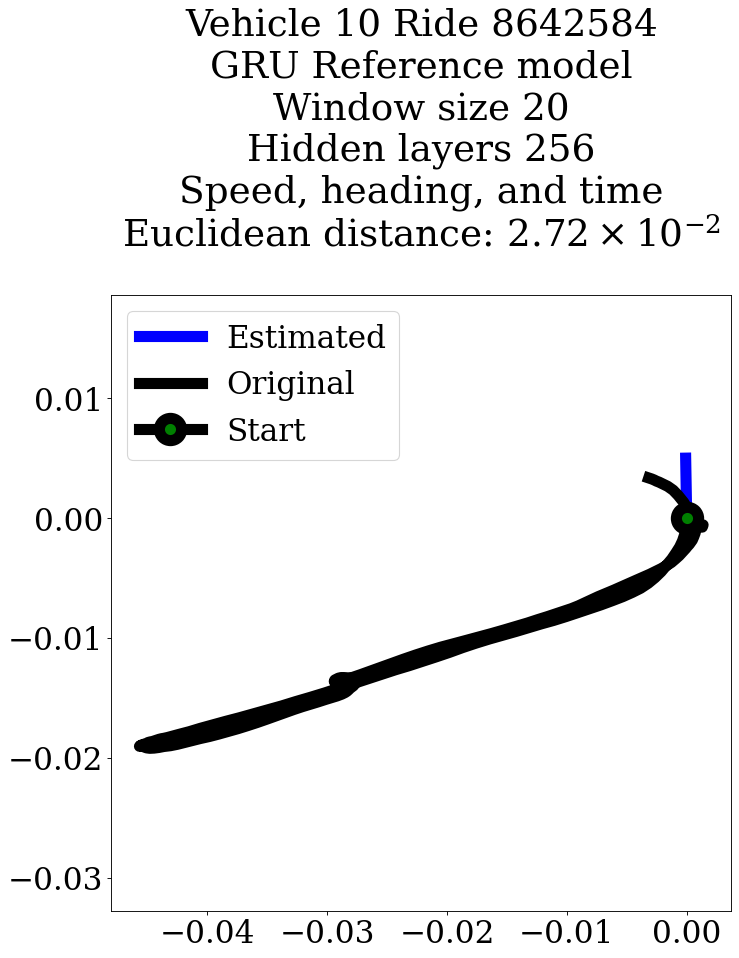 Vehicle 10 Ride 8642584
GRU Reference model
Window size 20
Hidden layers 256
Speed, heading, and time
Euclidean distance: 2.72 × 10⁻²
Estimated
Original
Start
0.01
0.00
−0.01
−0.02
−0.03
−0.04 −0.03 −0.02 −0.01 0.00